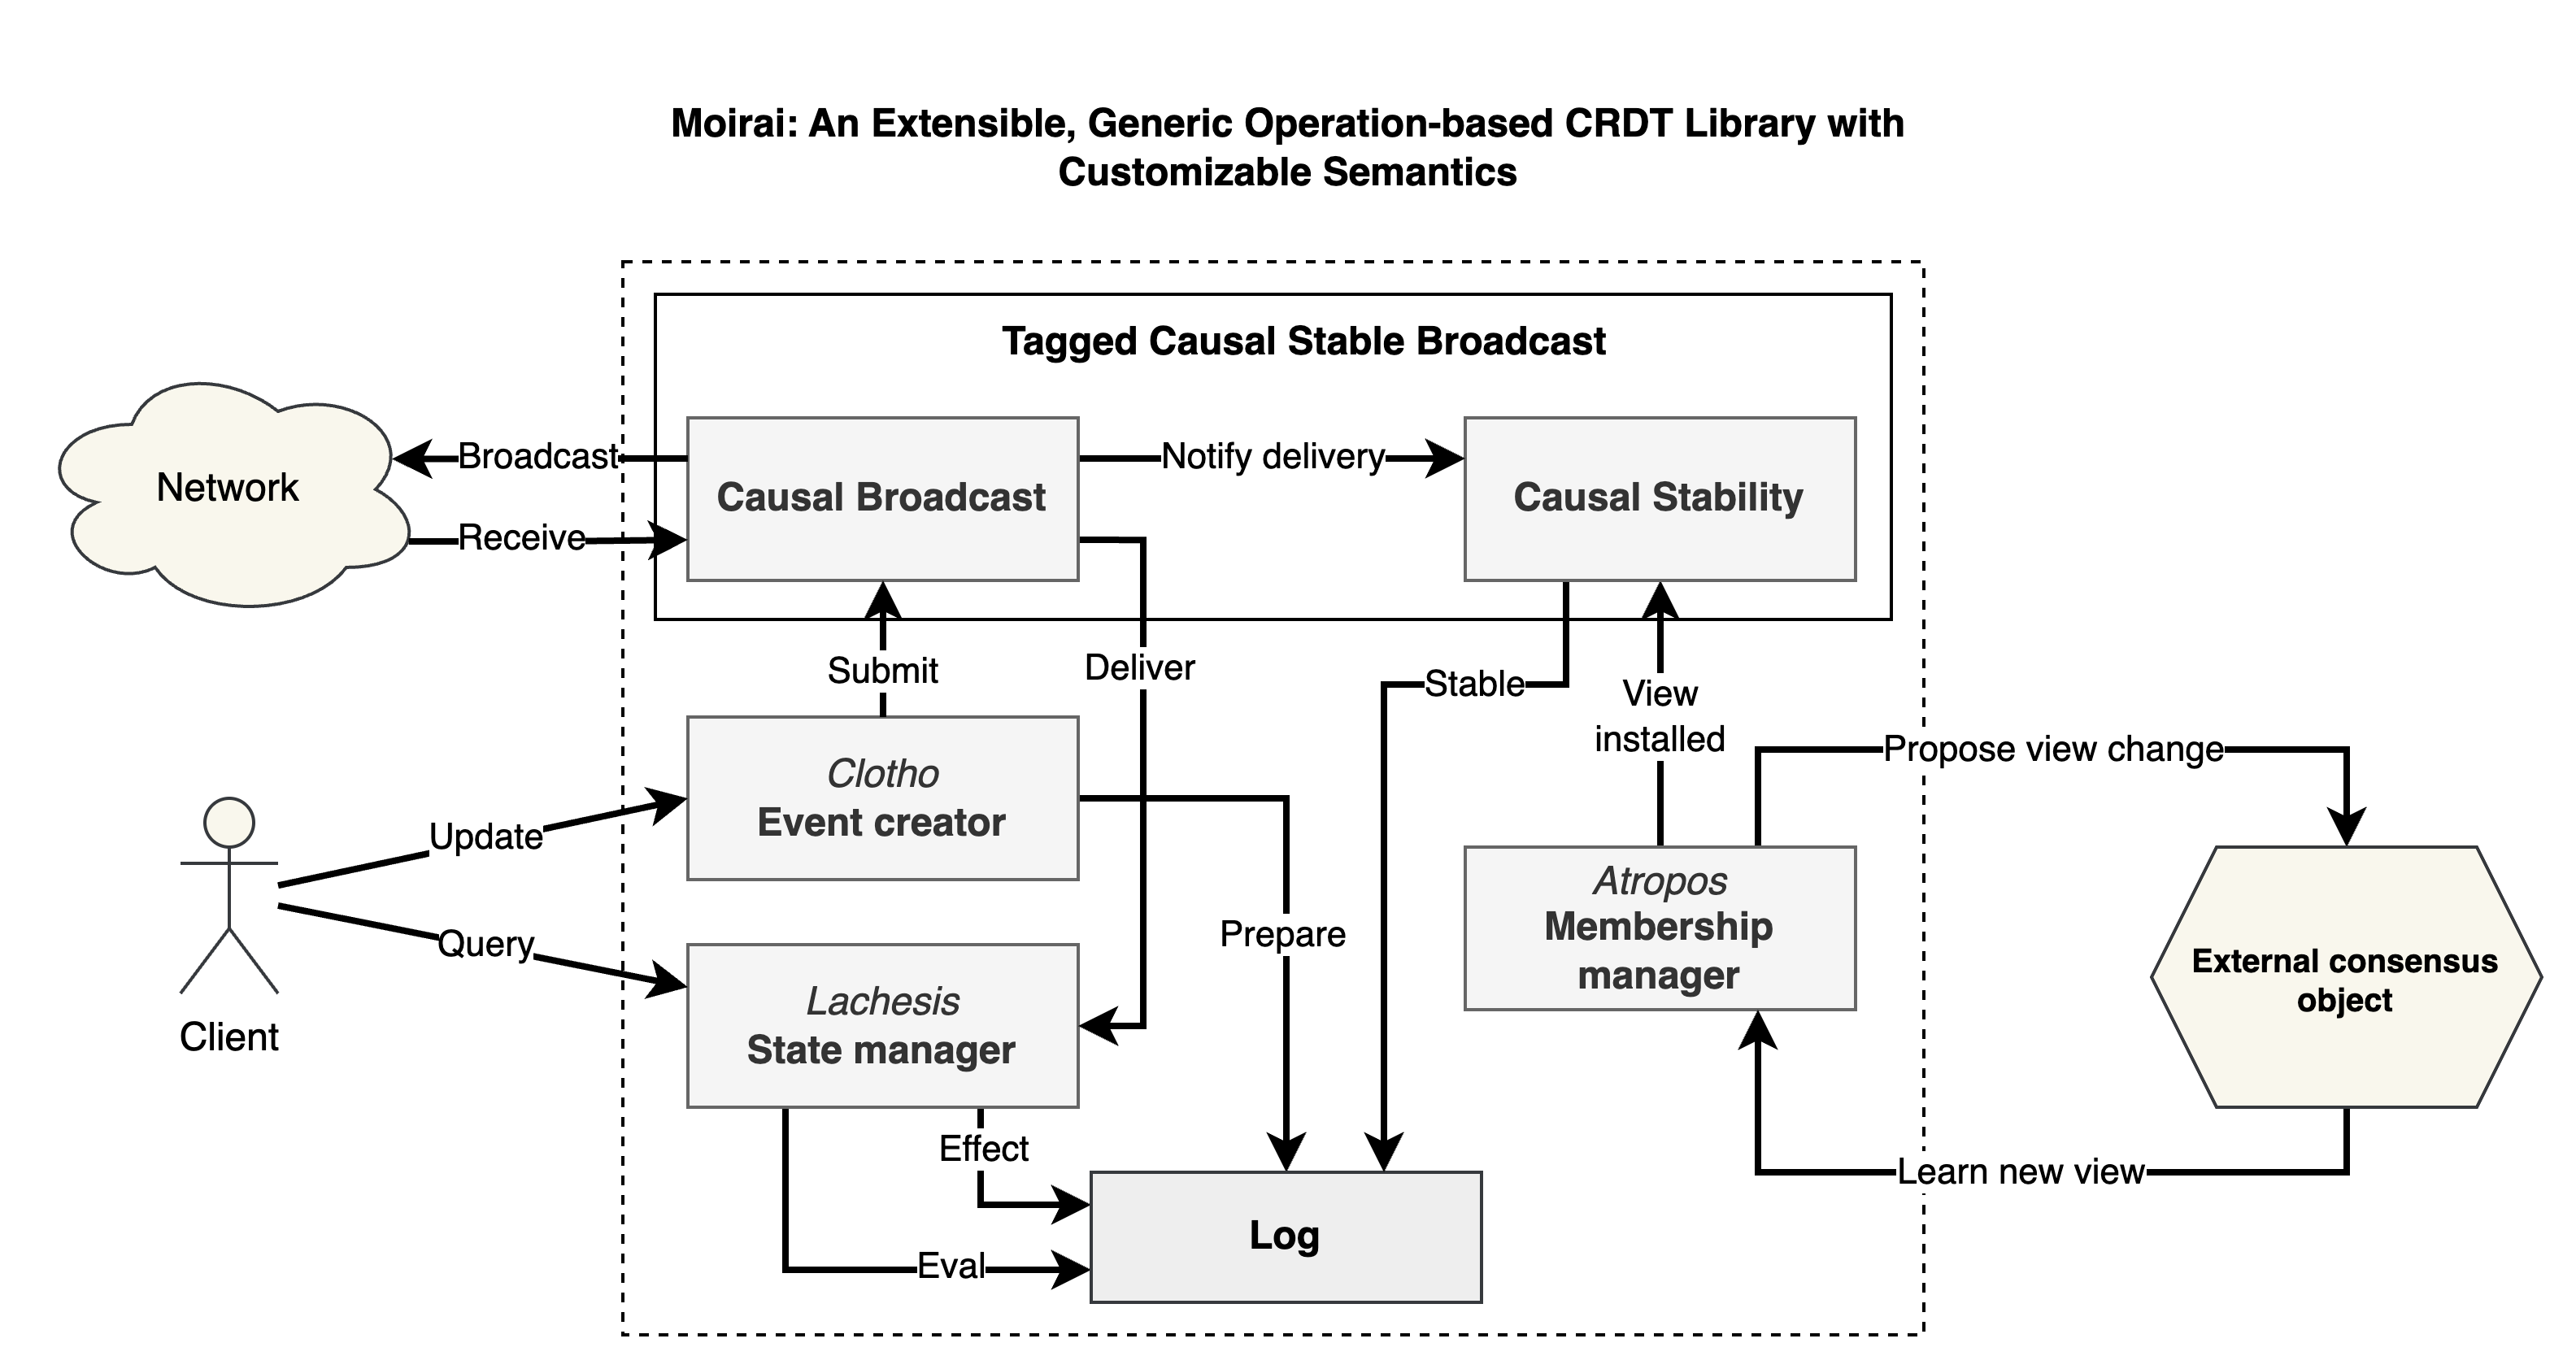 Moirai: An Extensible, Generic Operation-based CRDT Library with
Customizable Semantics
Tagged Causal Stable Broadcast
Network
Broadcast
Receive
Causal Broadcast
Notify delivery
Causal Stability
Submit
Deliver
Stable
View
installed
Propose view change
Update
Clotho
Event creator
Query
Client
Lachesis
State manager
Prepare
Atropos
Membership
manager
External consensus
object
Effect
Eval
Log
Learn new view